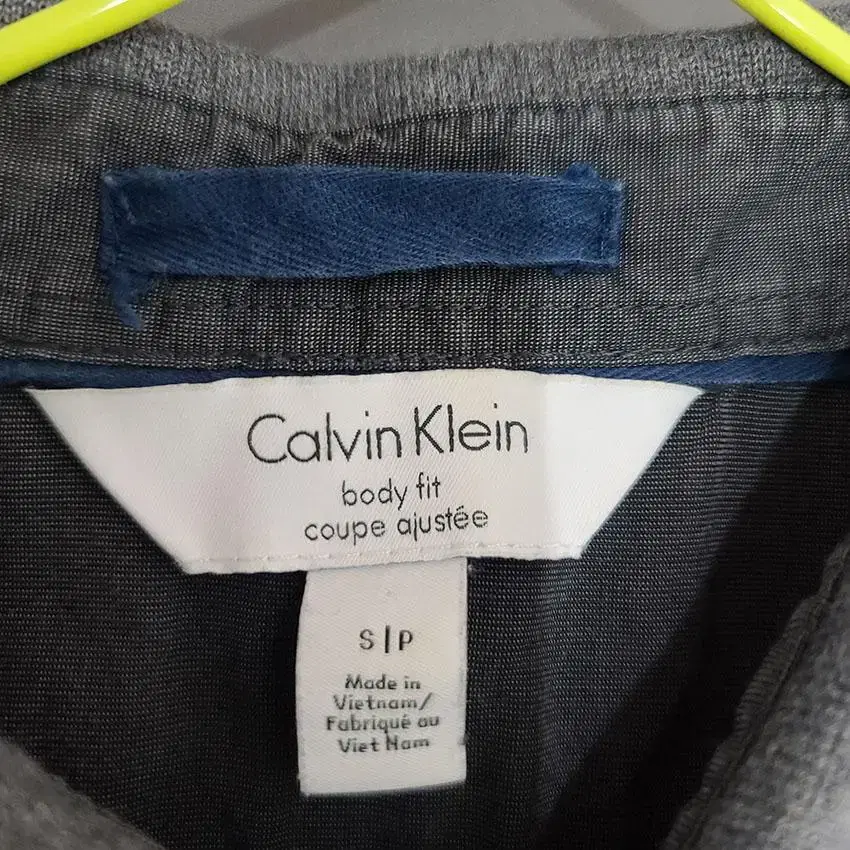 Calvin Klein
body fit
coupe ajustée
S|P
Made in
Vietnam/
Fabriqué au
Viet Nam